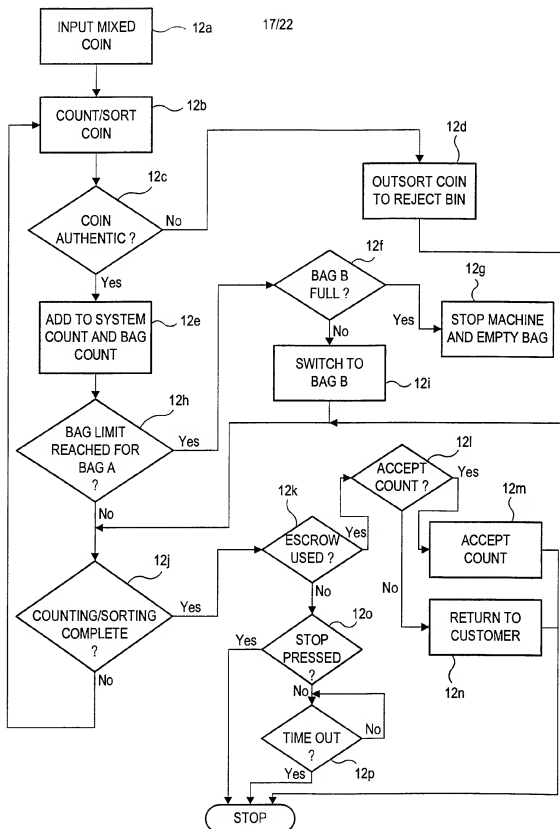 17/22
INPUT MIXED
COIN
12a
COUNT/SORT
COIN
12b
12c
COIN
AUTHENTIC ?
No
Yes
12d
OUTSORT COIN
TO REJECT BIN
ADD TO SYSTEM
COUNT AND BAG
COUNT
12e
12f
BAG B
FULL ?
Yes
No
12g
STOP MACHINE
AND EMPTY BAG
SWITCH TO
BAG B
12i
12h
BAG LIMIT
REACHED FOR
BAG A
?
Yes
No
12j
COUNTING/SORTING
COMPLETE
?
Yes
No
12k
ESCROW
USED ?
Yes
No
12l
ACCEPT
COUNT ?
Yes
No
12m
ACCEPT
COUNT
RETURN TO
CUSTOMER
12n
12o
STOP
PRESSED
?
Yes
No
TIME OUT
?
No
Yes
12p
STOP